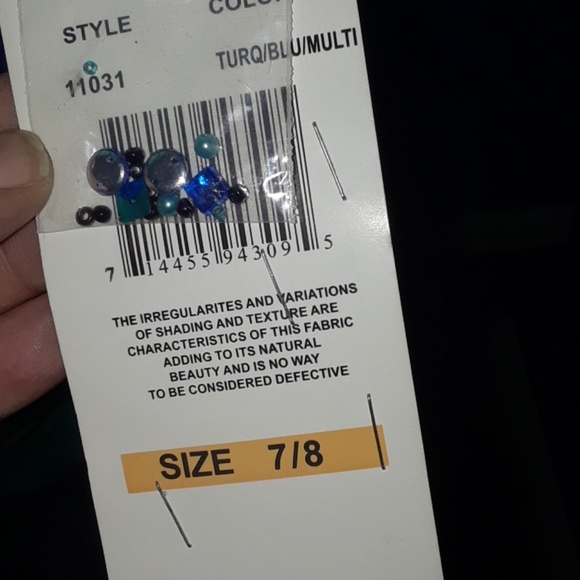 STYLE COLOR
11031 TURQ/BLU/MULTI
7 14455 94309 5
THE IRREGULARITES AND VARIATIONS
OF SHADING AND TEXTURE ARE
CHARACTERISTICS OF THIS FABRIC
ADDING TO ITS NATURAL
BEAUTY AND IS NO WAY
TO BE CONSIDERED DEFECTIVE
SIZE 7/8